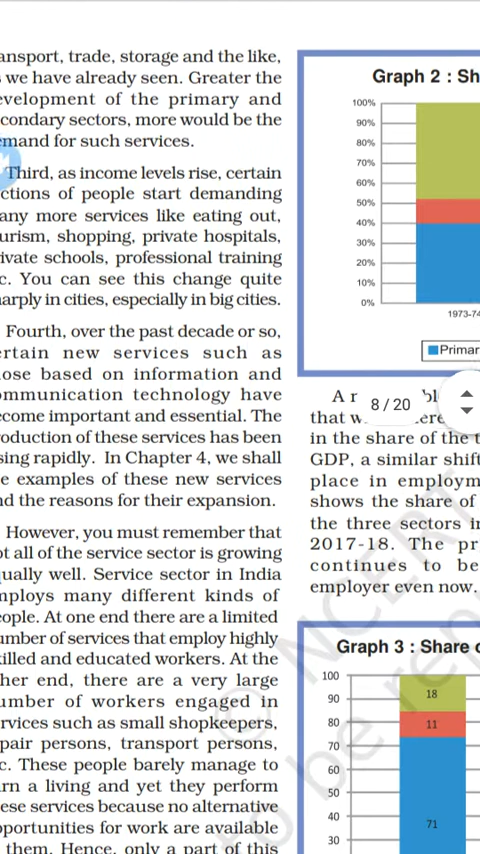 ansport, trade, storage and the like,
we have already seen. Greater the
evelopment of the primary and
condary sectors, more would be the
emand for such services.
Third, as income levels rise, certain
ctions of people start demanding
any more services like eating out,
urism, shopping, private hospitals,
ivate schools, professional training
c. You can see this change quite
arply in cities, especially in big cities.
Fourth, over the past decade or so,
ertain new services such as
ose based on information and
ommunication technology have
ecome important and essential. The
roduction of these services has been
sing rapidly. In Chapter 4, we shall
e examples of these new services
nd the reasons for their expansion.
However, you must remember that
ot all of the service sector is growing
qually well. Service sector in India
mploys many different kinds of
eople. At one end there are a limited
umber of services that employ highly
killed and educated workers. At the
her end, there are a very large
umber of workers engaged in
rvices such as small shopkeepers,
pair persons, transport persons,
c. These people barely manage to
rn a living and yet they perform
ese services because no alternative
pportunities for work are available
them. Hence, only a part of this
Graph 2 : Sh
100%
90%
80%
70%
60%
50%
40%
30%
20%
10%
0%
1973-74
Primar
A r
8 / 20
that w
ere
in the share of the t
GDP, a similar shift
place in employm
shows the share of
the three sectors in
2017-18. The pr
continues to be
employer even now.
Graph 3 : Share o
100
90
80
70
60
50
40
30
18
11
71
© NCERT
to be rep